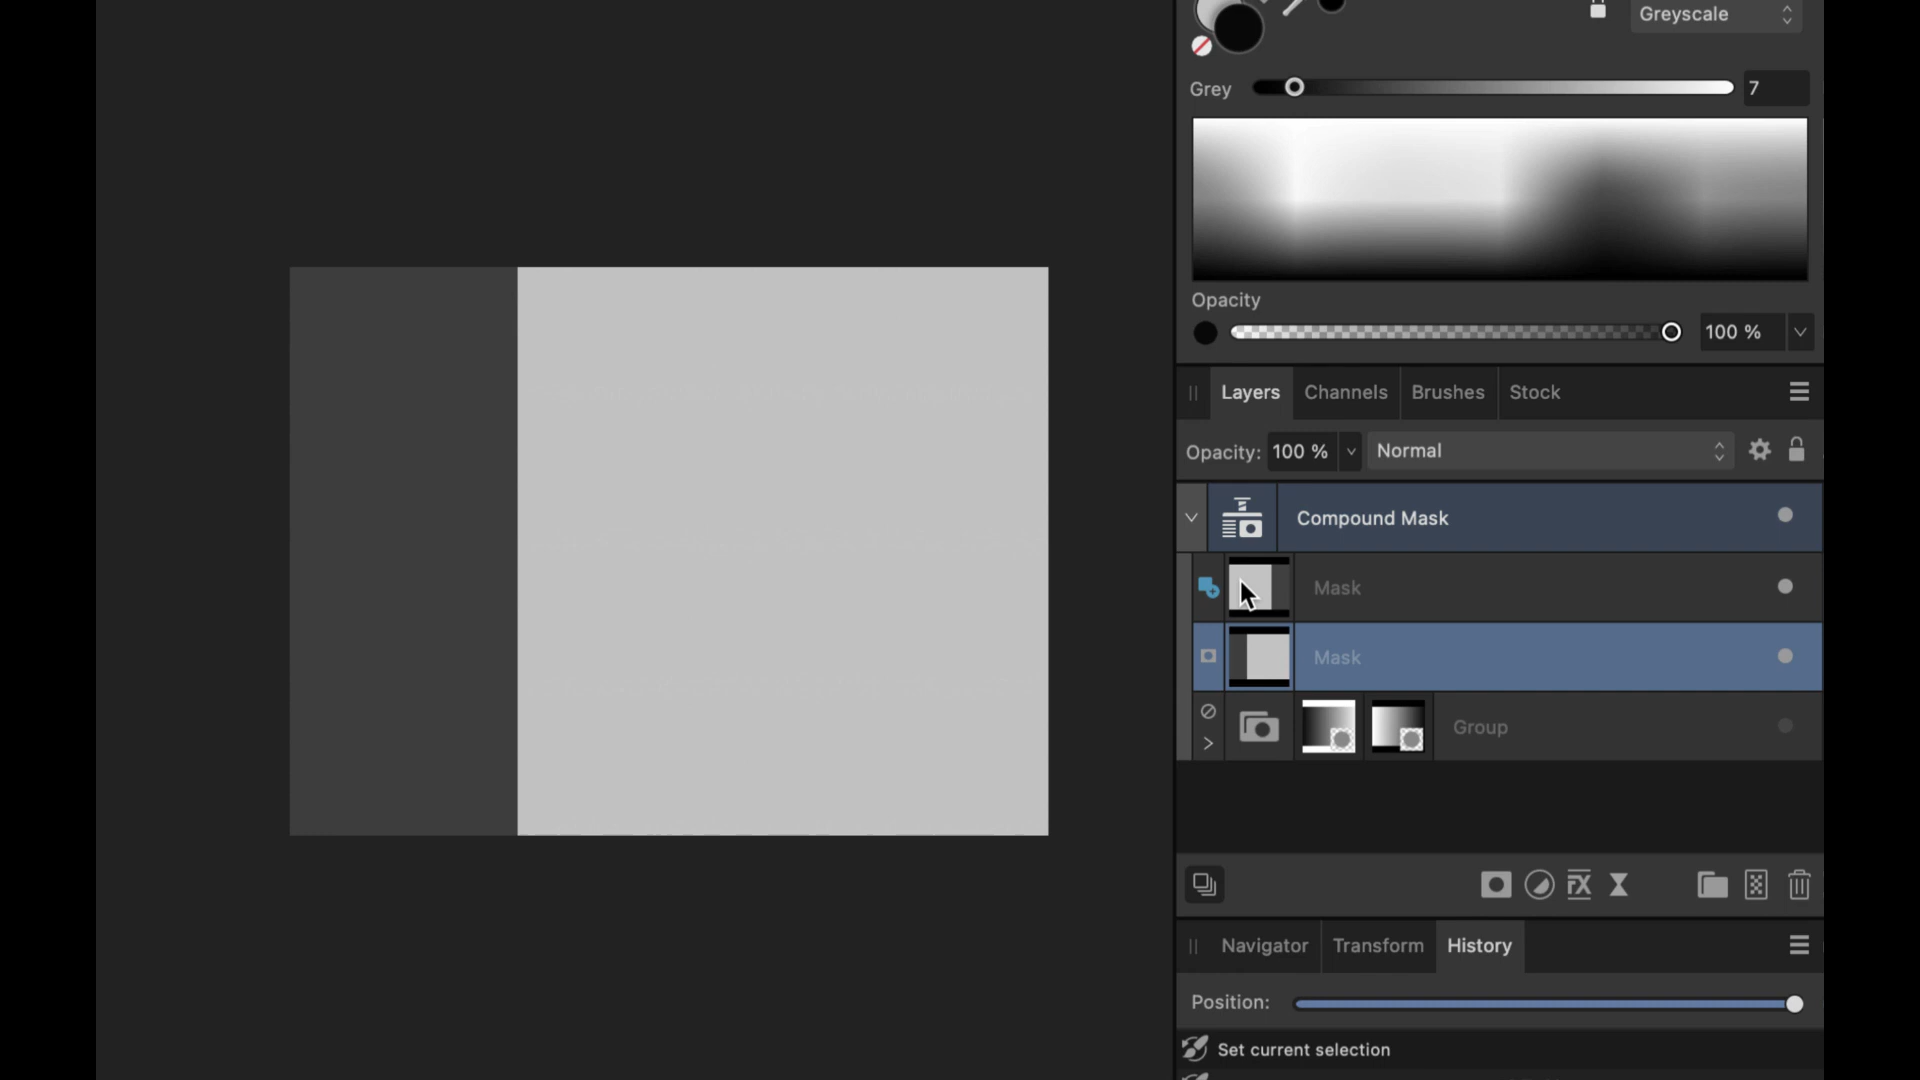 Greyscale
Grey 7
Opacity
100 %
Layers Channels Brushes Stock
Opacity: 100 % Normal
Compound Mask
Mask
Mask
Group
FX
Navigator Transform History
Position:
Set current selection